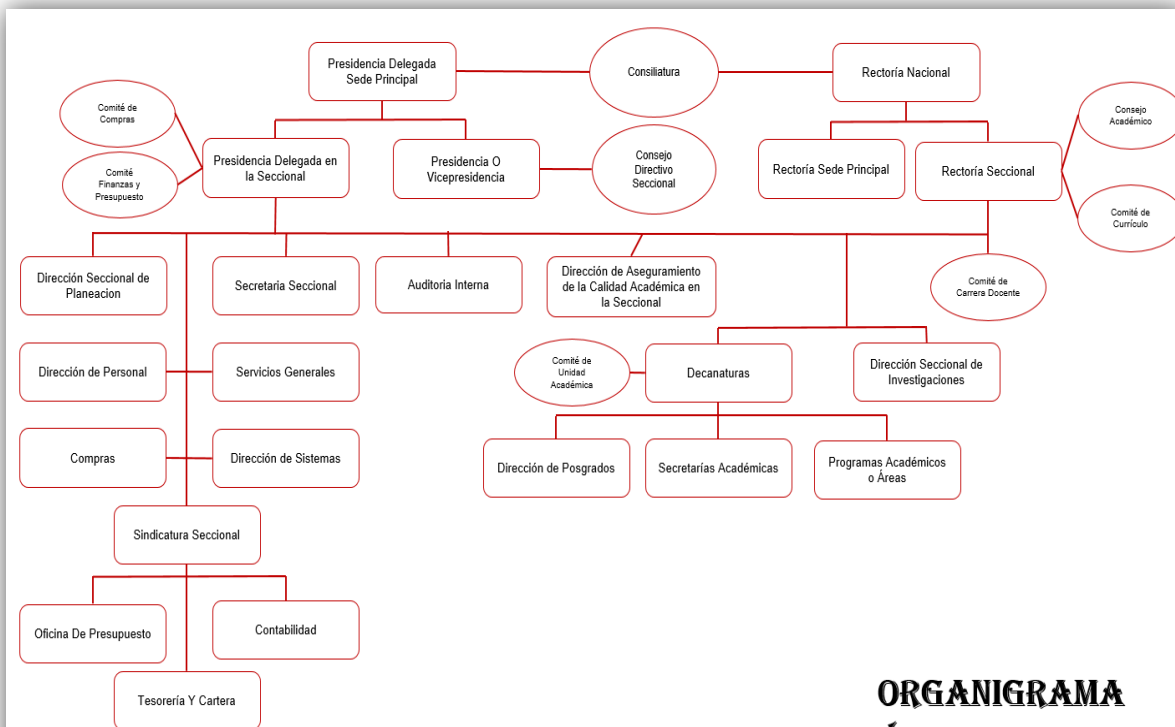 Presidencia Delegada
Sede Principal
Consiliatura
Rectoría Nacional
Comité de
Compras
Consejo
Académico
Presidencia Delegada en
la Seccional
Presidencia O
Vicepresidencia
Consejo
Directivo
Seccional
Rectoría Sede Principal
Rectoría Seccional
Comité
Finanzas y
Presupuesto
Comité de
Currículo
Dirección Seccional de
Planeacion
Secretaria Seccional
Auditoria Interna
Dirección de Aseguramiento
de la Calidad Académica en
la Seccional
Comité de
Carrera Docente
Dirección de Personal
Servicios Generales
Comité de
Unidad
Académica
Decanaturas
Dirección Seccional de
Investigaciones
Compras
Dirección de Sistemas
Dirección de Posgrados
Secretarías Académicas
Programas Académicos
o Áreas
Sindicatura Seccional
Oficina De Presupuesto
Contabilidad
Tesorería Y Cartera
ORGANIGRAMA